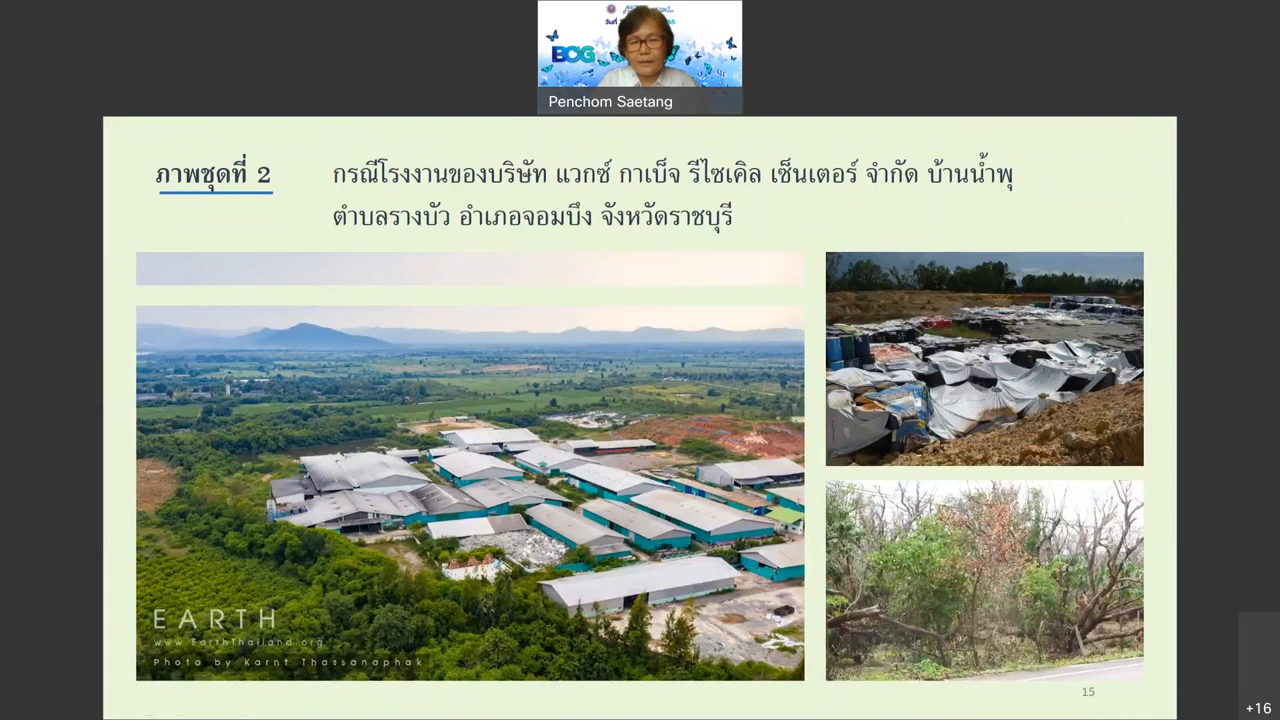 BCG
Penchom Saetang
ภาพชุดที่ 2
กรณีโรงงานของบริษัท แวกซ์ กาเบ็จ รีไซเคิล เซ็นเตอร์ จำกัด บ้านน้ำพุ
ตำบลรางบัว อำเภอจอมบึง จังหวัดราชบุรี
EARTH
www.EarthThailand.org
Photo by Karnt Thassanaphak
15
+16